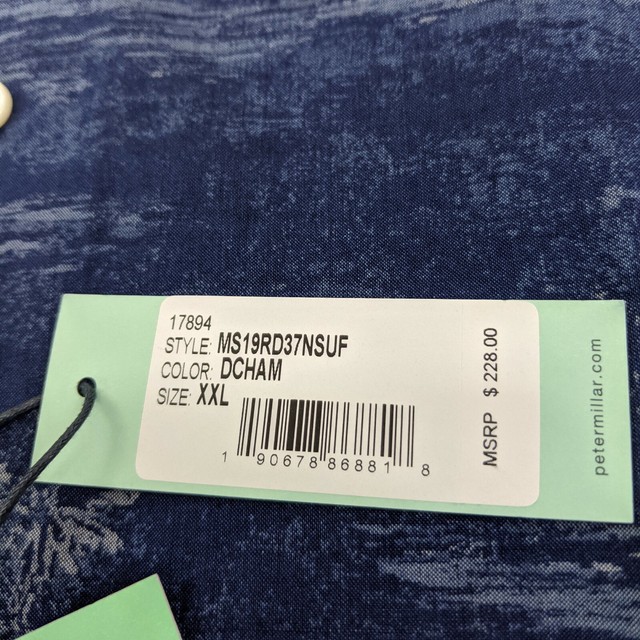 17894
STYLE: MS19RD37NSUF
COLOR: DCHAM
SIZE: XXL
1 90678 86881 8
MSRP $ 228.00
petermillar.com